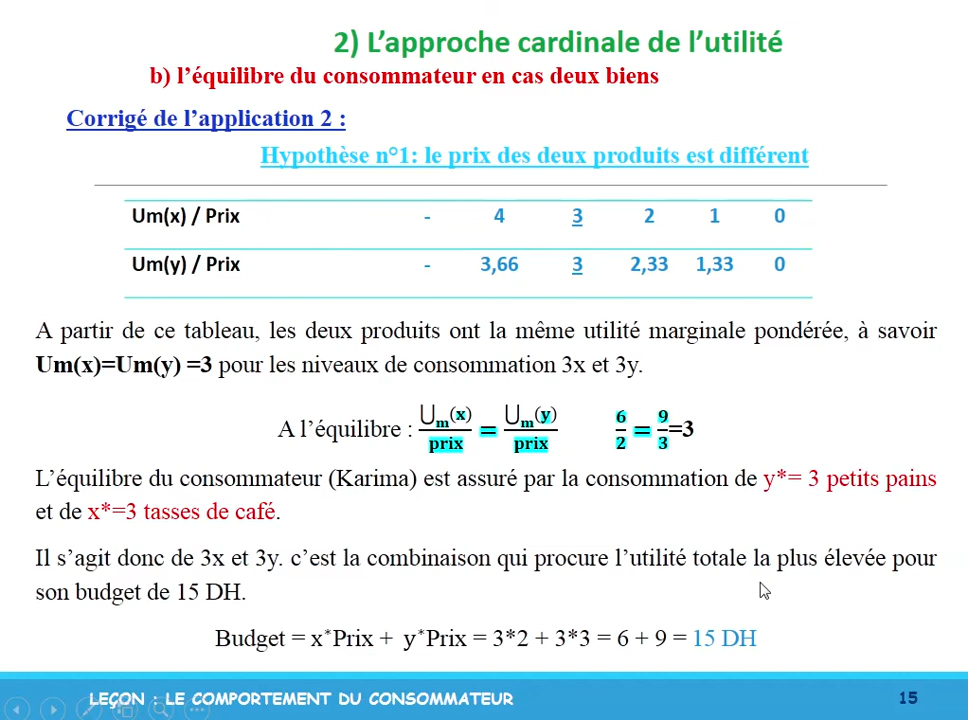 2) L’approche cardinale de l’utilité
b) l’équilibre du consommateur en cas deux biens
Corrigé de l’application 2 :
Hypothèse n°1: le prix des deux produits est différent
Um(x) / Prix - 4 3 2 1 0
Um(y) / Prix - 3,66 3 2,33 1,33 0
A partir de ce tableau, les deux produits ont la même utilité marginale pondérée, à savoir
Um(x)=Um(y) =3 pour les niveaux de consommation 3x et 3y.
A l’équilibre : Um(x)/prix = Um(y)/prix 6/2 = 9/3 =3
L’équilibre du consommateur (Karima) est assuré par la consommation de y*= 3 petits pains
et de x*=3 tasses de café.
Il s’agit donc de 3x et 3y. c’est la combinaison qui procure l’utilité totale la plus élevée pour
son budget de 15 DH.
Budget = x*Prix + y*Prix = 3*2 + 3*3 = 6 + 9 = 15 DH
LEÇON : LE COMPORTEMENT DU CONSOMMATEUR
15